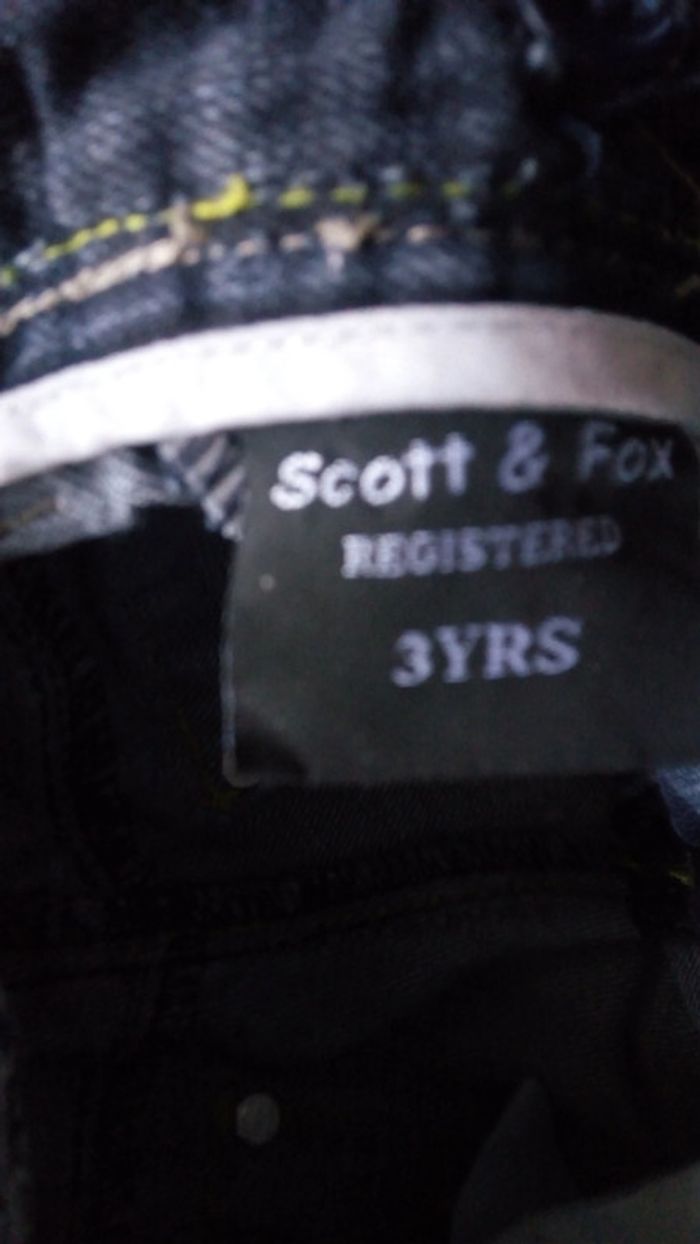 Scott & Fox
REGISTERED
3YRS